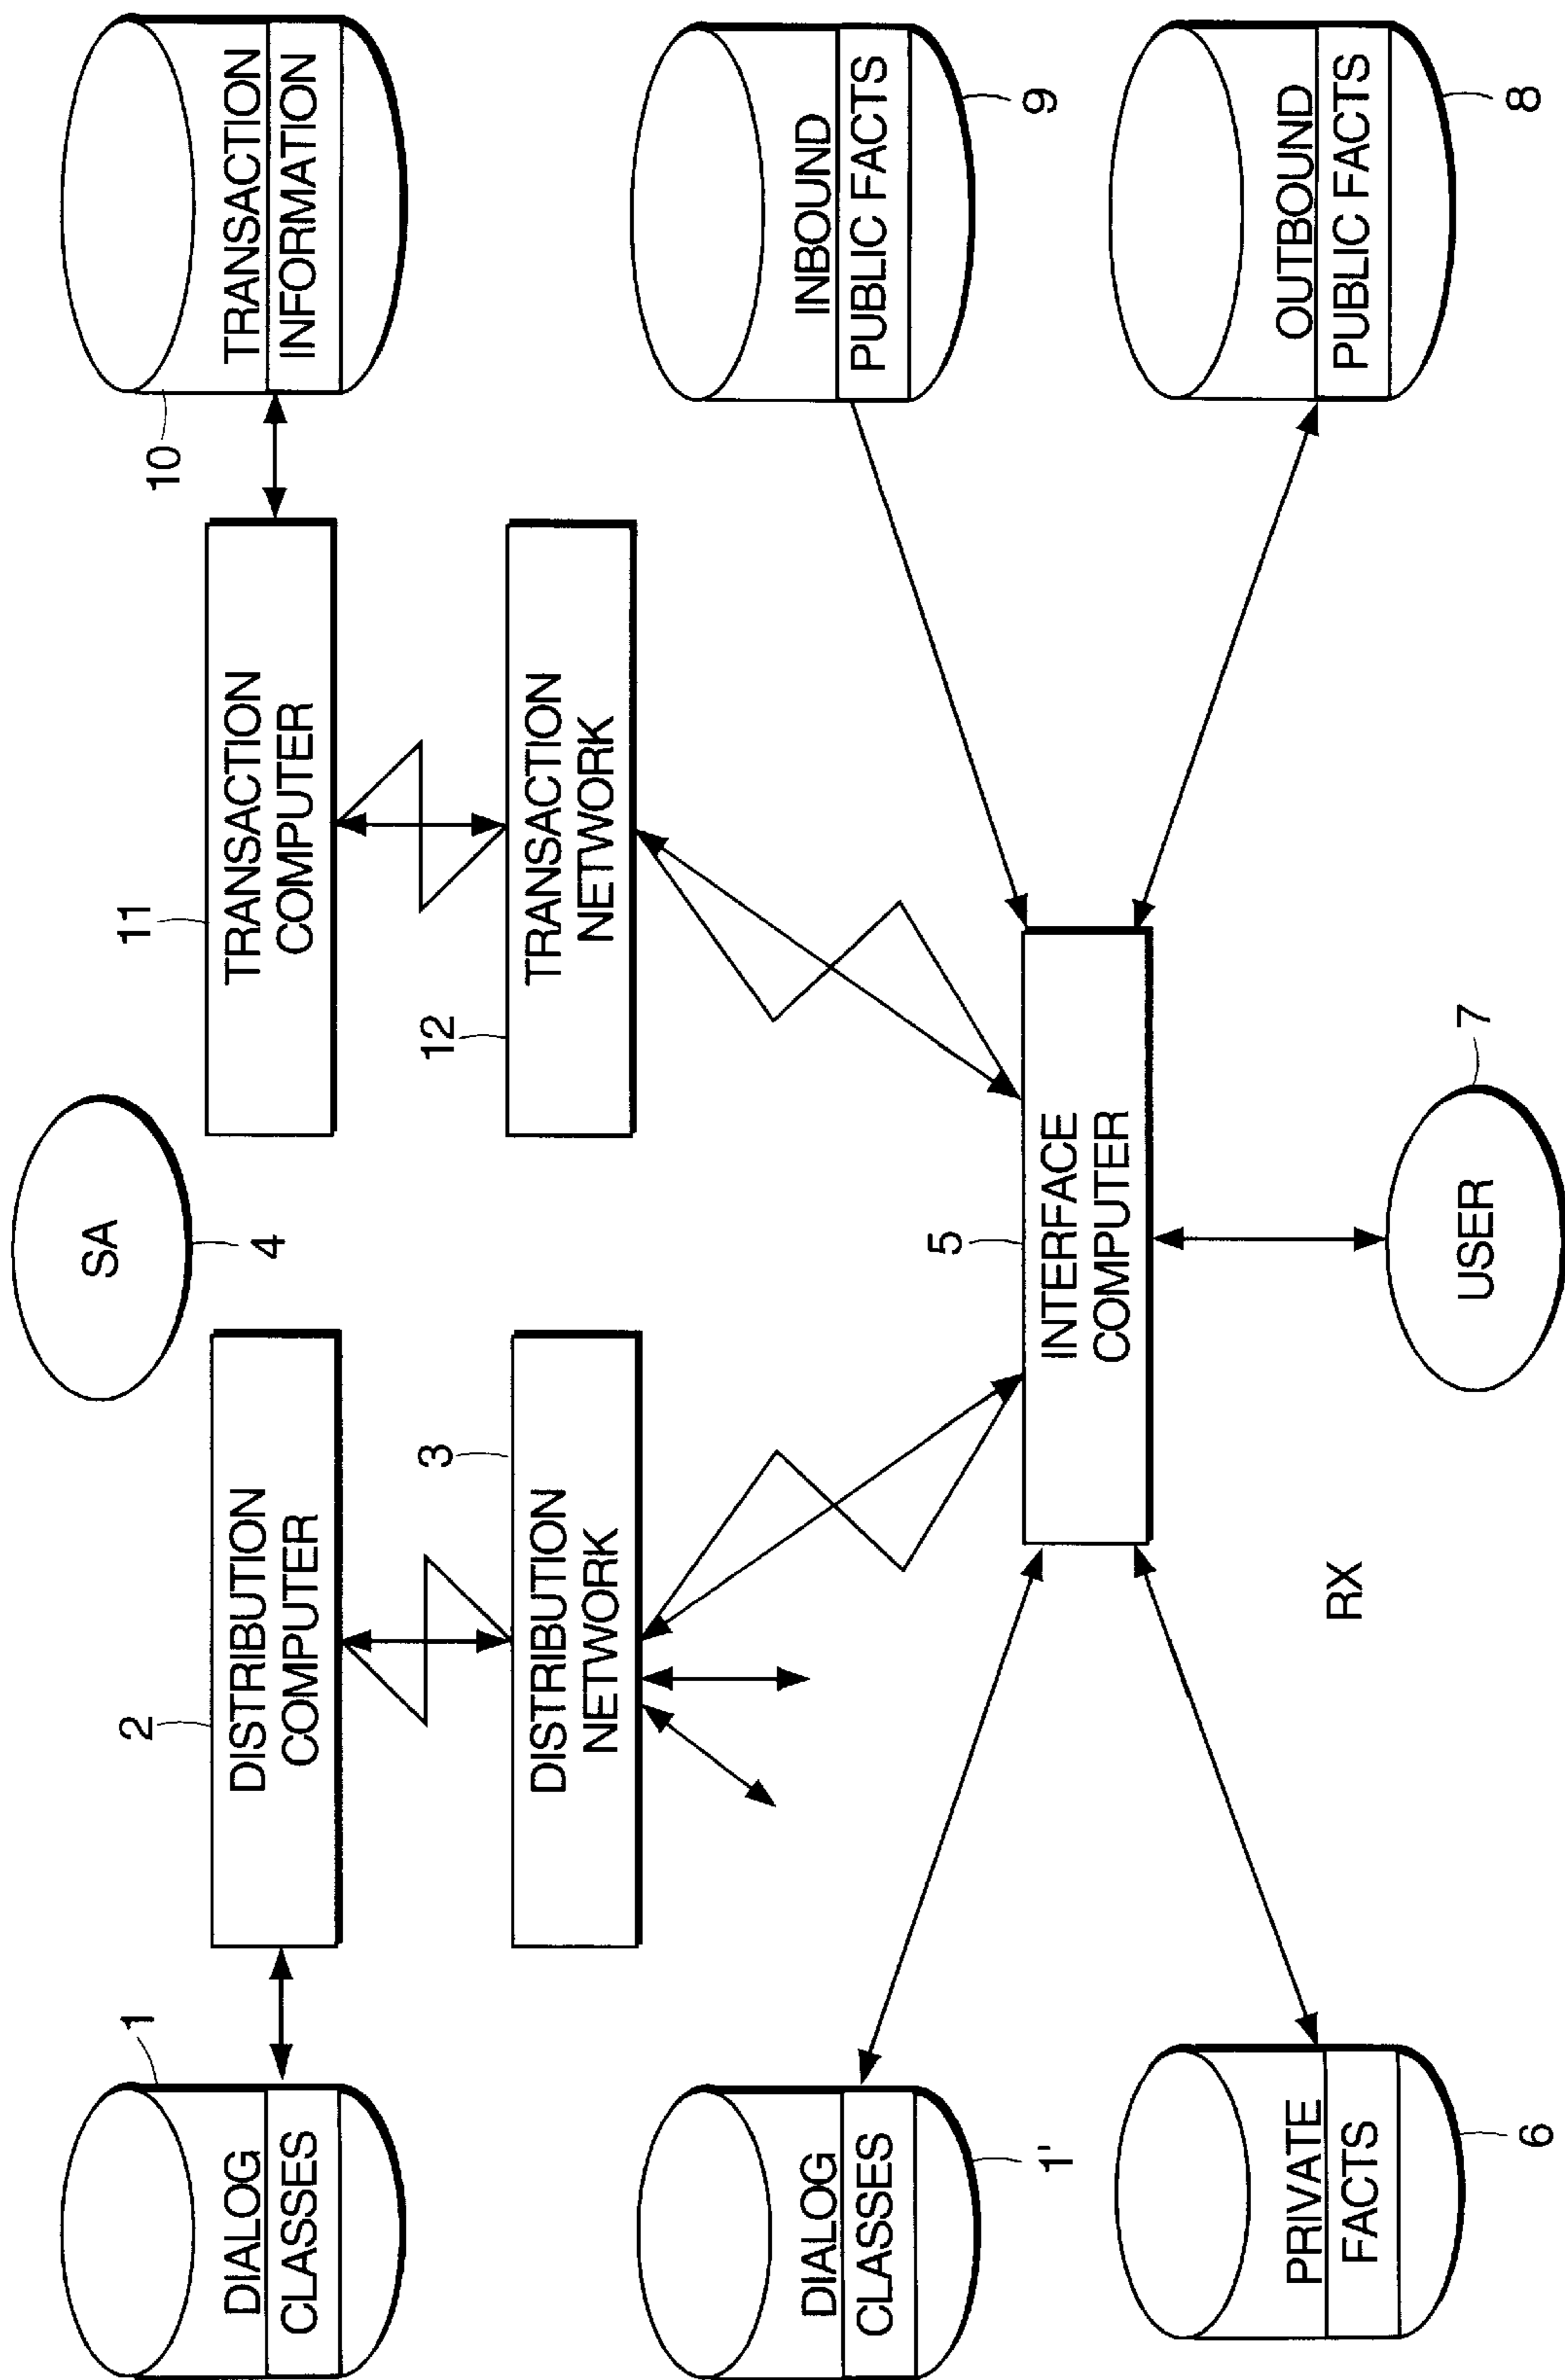 SA
4
1
DIALOG
CLASSES
2
DISTRIBUTION
COMPUTER
11
TRANSACTION
COMPUTER
10
TRANSACTION
INFORMATION
3
DISTRIBUTION
NETWORK
12
TRANSACTION
NETWORK
DIALOG
CLASSES
1'
5
INTERFACE
COMPUTER
INBOUND
PUBLIC FACTS
9
PRIVATE
FACTS
6
RX
USER
7
OUTBOUND
PUBLIC FACTS
8